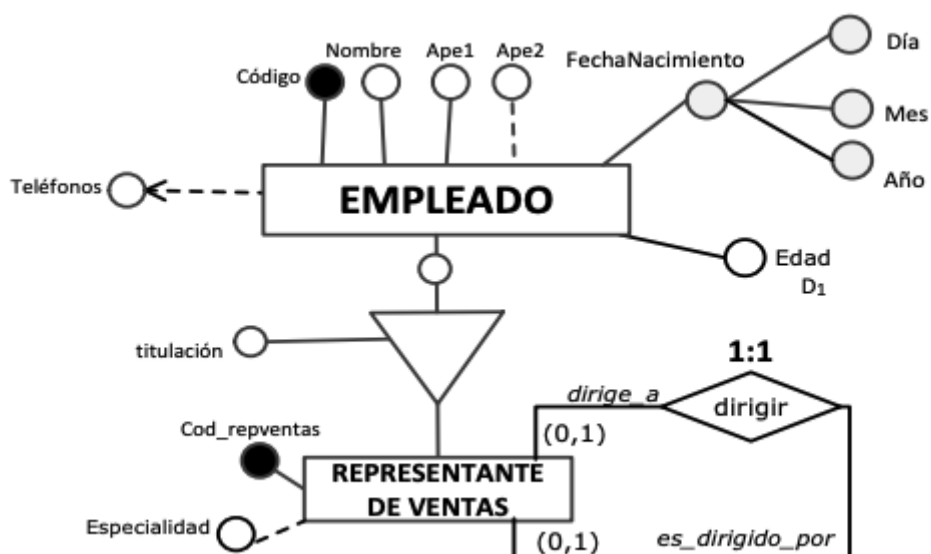 Nombre
Ape1
Ape2
Código
FechaNacimiento
Día
Mes
Año
Teléfonos
EMPLEADO
Edad
D1
titulación
1:1
dirige_a
dirigir
(0,1)
Cod_repventas
REPRESENTANTE
DE VENTAS
Especialidad
(0,1)
es_dirigido_por